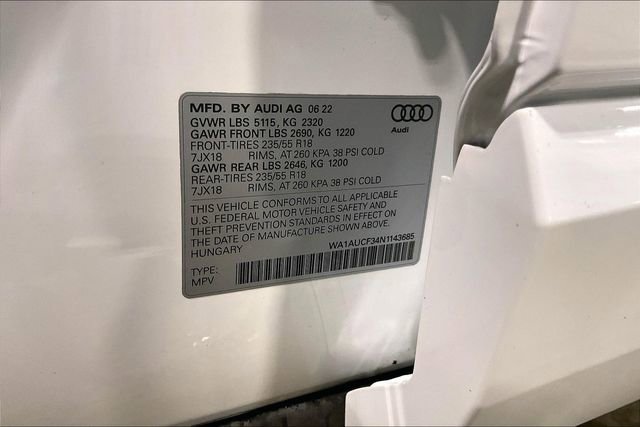 MFD. BY AUDI AG 06 22
GVWR LBS 5115, KG 2320
GAWR FRONT LBS 2690, KG 1220
FRONT-TIRES 235/55 R18
7JX18 RIMS, AT 260 KPA 38 PSI COLD
GAWR REAR LBS 2646, KG 1200
REAR-TIRES 235/55 R18
7JX18 RIMS, AT 260 KPA 38 PSI COLD
Audi
THIS VEHICLE CONFORMS TO ALL APPLICABLE
U.S. FEDERAL MOTOR VEHICLE SAFETY AND
THEFT PREVENTION STANDARDS IN EFFECT ON
THE DATE OF MANUFACTURE SHOWN ABOVE.
HUNGARY WA1AUCF34N1143685
TYPE:
MPV